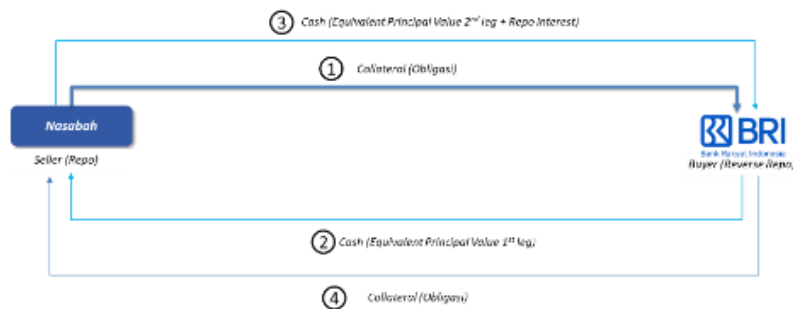 3 Cash (Equivalent Principal Value 2nd leg + Repo Interest)
1 Collateral (Obligasi)
Nasabah
Seller (Repo)
BRI
Bank Rakyat Indonesia
Buyer (Reverse Repo)
2 Cash (Equivalent Principal Value 1st leg)
4 Collateral (Obligasi)